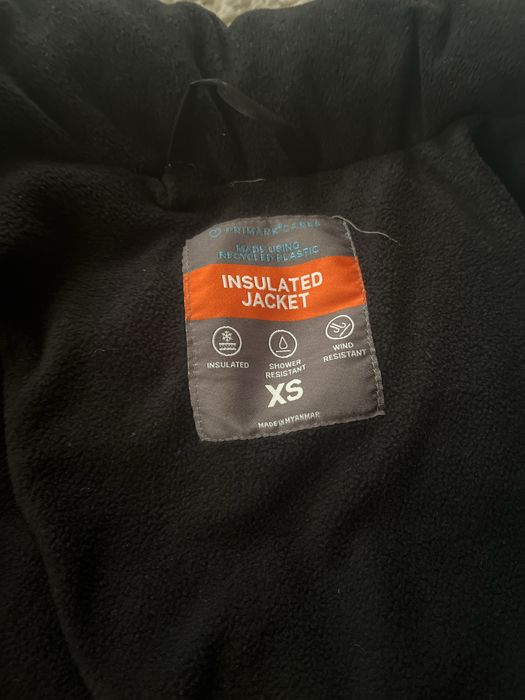 PRIMARK® CARES
MADE USING
RECYCLED PLASTIC
INSULATED
JACKET
INSULATED
SHOWER
RESISTANT
WIND
RESISTANT
XS
MADE IN MYANMAR